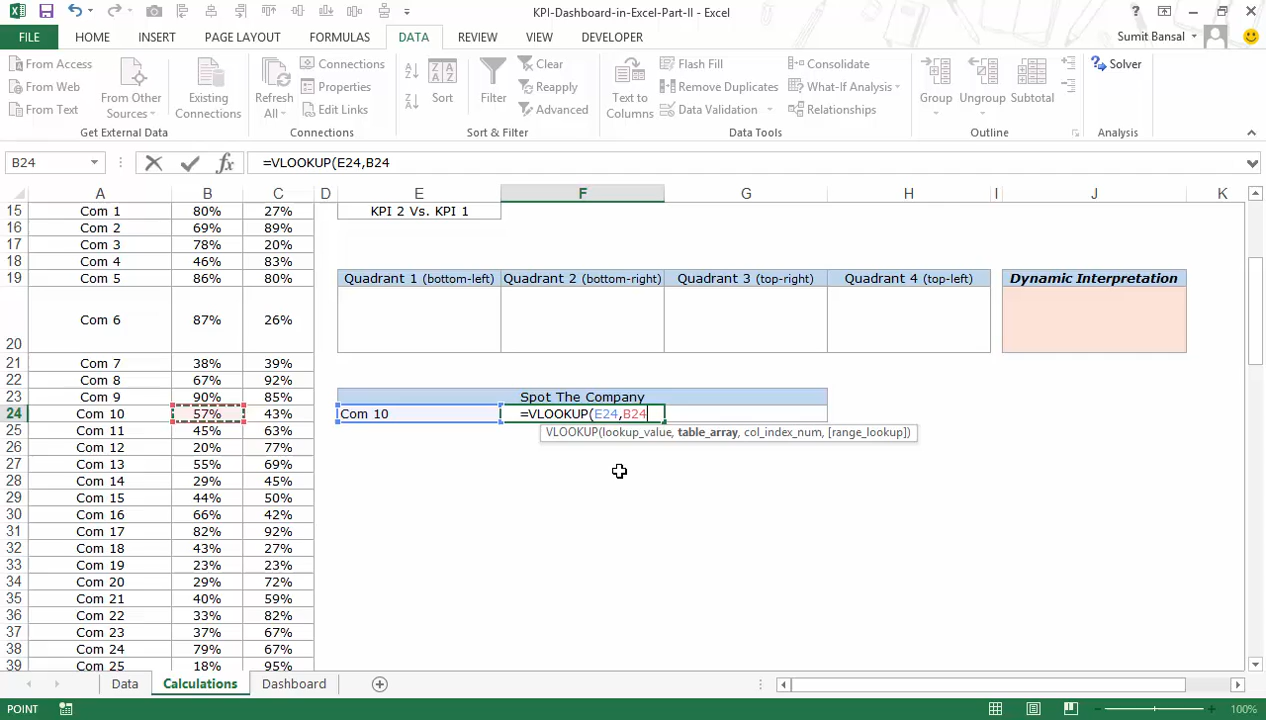 KPI-Dashboard-in-Excel-Part-II - Excel
FILE HOME INSERT PAGE LAYOUT FORMULAS DATA REVIEW VIEW DEVELOPER Sumit Bansal
From Access
From Web
From Text
From Other Sources
Existing Connections
Get External Data
Refresh All
Connections
Properties
Edit Links
Connections
Sort
Filter
Clear
Reapply
Advanced
Sort & Filter
Text to Columns
Flash Fill
Remove Duplicates
Data Validation
Consolidate
What-If Analysis
Relationships
Data Tools
Group
Ungroup
Subtotal
Outline
Solver
Analysis
B24 fx =VLOOKUP(E24,B24
A B C D E F G H I J K
15 Com 1 80% 27% KPI 2 Vs. KPI 1
16 Com 2 69% 89%
17 Com 3 78% 20%
18 Com 4 46% 83%
19 Com 5 86% 80% Quadrant 1 (bottom-left) Quadrant 2 (bottom-right) Quadrant 3 (top-right) Quadrant 4 (top-left) Dynamic Interpretation
20 Com 6 87% 26%
21 Com 7 38% 39%
22 Com 8 67% 92%
23 Com 9 90% 85% Spot The Company
24 Com 10 57% 43% Com 10 =VLOOKUP(E24,B24
VLOOKUP(lookup_value, table_array, col_index_num, [range_lookup])
25 Com 11 45% 63%
26 Com 12 20% 77%
27 Com 13 55% 69%
28 Com 14 29% 45%
29 Com 15 44% 50%
30 Com 16 66% 42%
31 Com 17 82% 92%
32 Com 18 43% 27%
33 Com 19 23% 23%
34 Com 20 29% 72%
35 Com 21 40% 59%
36 Com 22 33% 82%
37 Com 23 37% 67%
38 Com 24 79% 67%
39 Com 25 18% 95%
Data Calculations Dashboard
POINT 100%